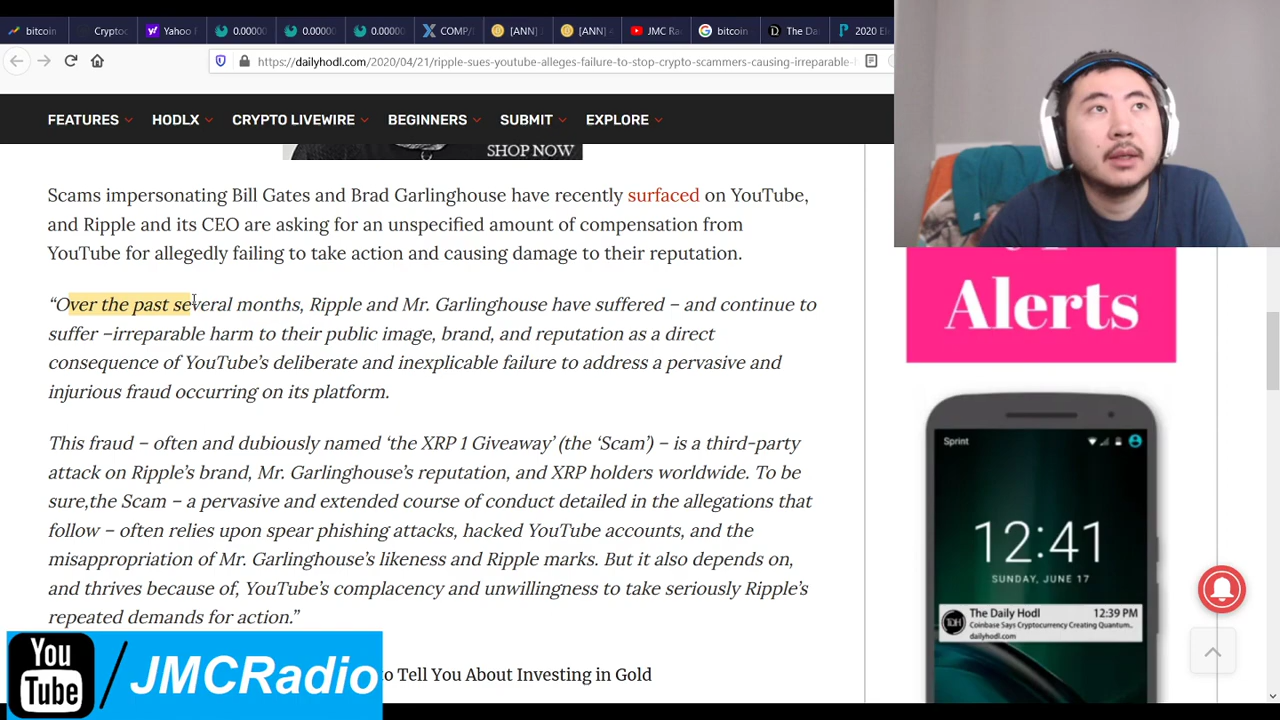 bitcoin
Cryptoc
Yahoo F
0.00000
0.00000
0.00000
COMP/
[ANN]
[ANN]
JMC Ra
bitcoin
The Da
2020 El
https://dailyhodl.com/2020/04/21/ripple-sues-youtube-alleges-failure-to-stop-crypto-scammers-causing-irreparable-
FEATURES
HODLX
CRYPTO LIVEWIRE
BEGINNERS
SUBMIT
EXPLORE
SHOP NOW
Scams impersonating Bill Gates and Brad Garlinghouse have recently surfaced on YouTube,
and Ripple and its CEO are asking for an unspecified amount of compensation from
YouTube for allegedly failing to take action and causing damage to their reputation.
“Over the past several months, Ripple and Mr. Garlinghouse have suffered – and continue to
suffer –irreparable harm to their public image, brand, and reputation as a direct
consequence of YouTube’s deliberate and inexplicable failure to address a pervasive and
injurious fraud occurring on its platform.
This fraud – often and dubiously named ‘the XRP 1 Giveaway’ (the ‘Scam’) – is a third-party
attack on Ripple’s brand, Mr. Garlinghouse’s reputation, and XRP holders worldwide. To be
sure,the Scam – a pervasive and extended course of conduct detailed in the allegations that
follow – often relies upon spear phishing attacks, hacked YouTube accounts, and the
misappropriation of Mr. Garlinghouse’s likeness and Ripple marks. But it also depends on,
and thrives because of, YouTube’s complacency and unwillingness to take seriously Ripple’s
repeated demands for action.”
to Tell You About Investing in Gold
You
Tube
/JMCRadio
Alerts
Sprint
12:41
SUNDAY, JUNE 17
The Daily Hodl
12:39 PM
Coinbase Says Cryptocurrency Creating Quantum..
dailyhodl.com
TDH